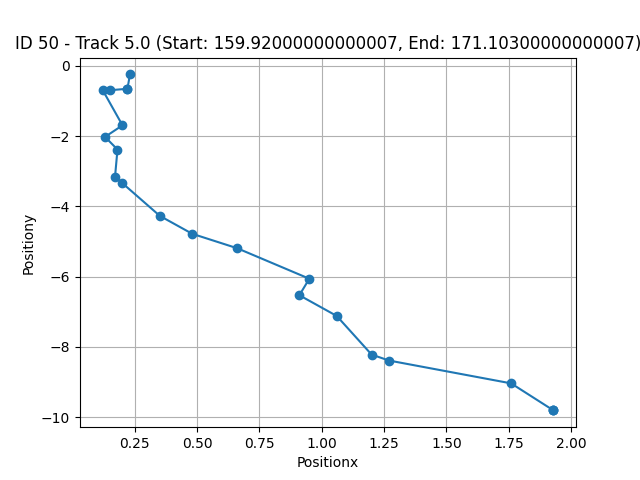 ID 50 - Track 5.0 (Start: 159.92000000000007, End: 171.10300000000007)
0
−2
−4
−6
−8
−10
Positiony
0.25 0.50 0.75 1.00 1.25 1.50 1.75 2.00
Positionx